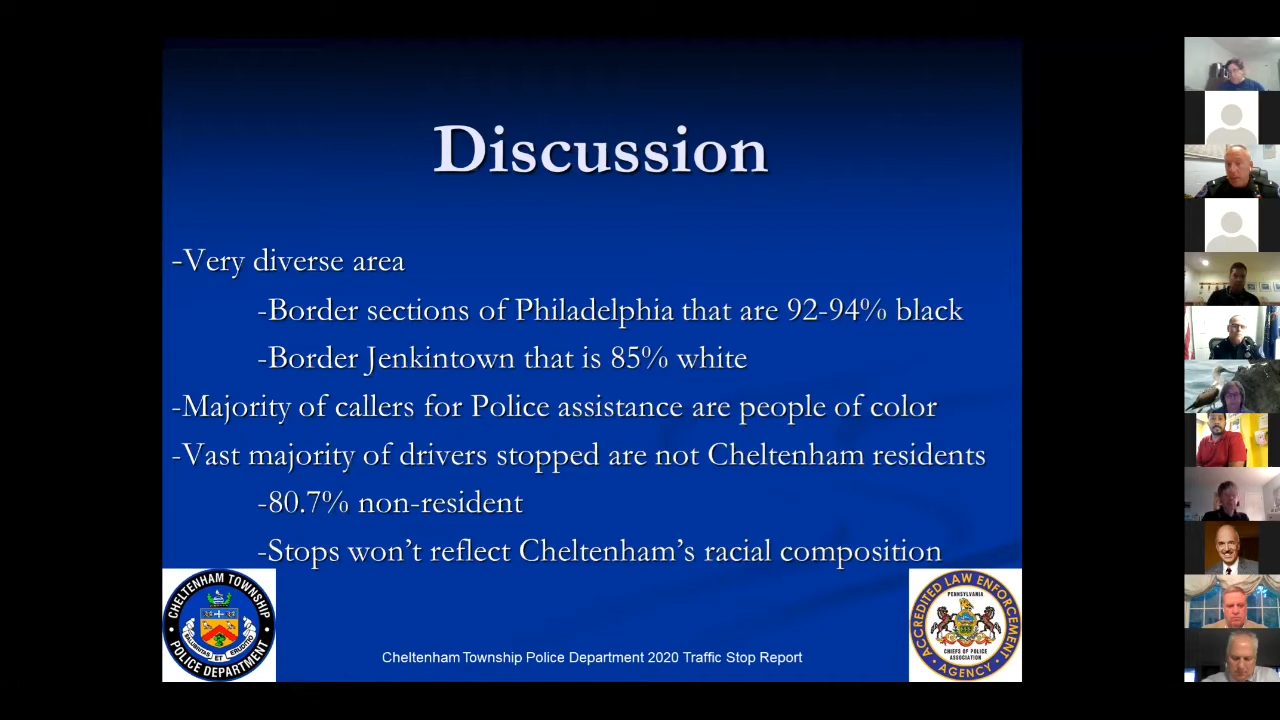 Discussion
-Very diverse area
-Border sections of Philadelphia that are 92-94% black
-Border Jenkintown that is 85% white
-Majority of callers for Police assistance are people of color
-Vast majority of drivers stopped are not Cheltenham residents
-80.7% non-resident
-Stops won't reflect Cheltenham's racial composition
CHELTENHAM TOWNSHIP
POLICE DEPARTMENT
Cheltenham Township Police Department 2020 Traffic Stop Report
ACCREDITED LAW ENFORCEMENT
PENNSYLVANIA
CHIEFS OF POLICE
ASSOCIATION
AGENCY